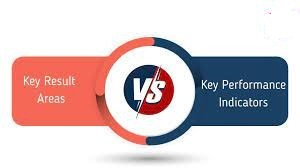 Key Result
Areas
VS
Key Performance
Indicators